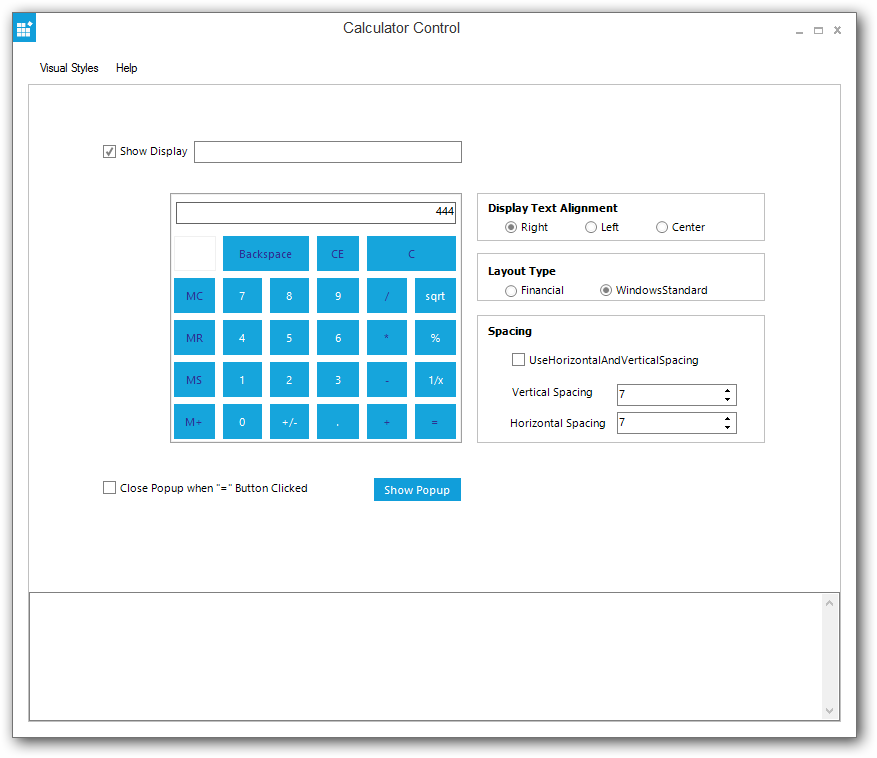 Calculator Control
Visual Styles Help
Show Display
444
Backspace CE C
MC 7 8 9 / sqrt
MR 4 5 6 * %
MS 1 2 3 - 1/x
M+ 0 +/- . + =
Display Text Alignment
Right Left Center
Layout Type
Financial WindowsStandard
Spacing
UseHorizontalAndVerticalSpacing
Vertical Spacing 7
Horizontal Spacing 7
Close Popup when "=" Button Clicked
Show Popup